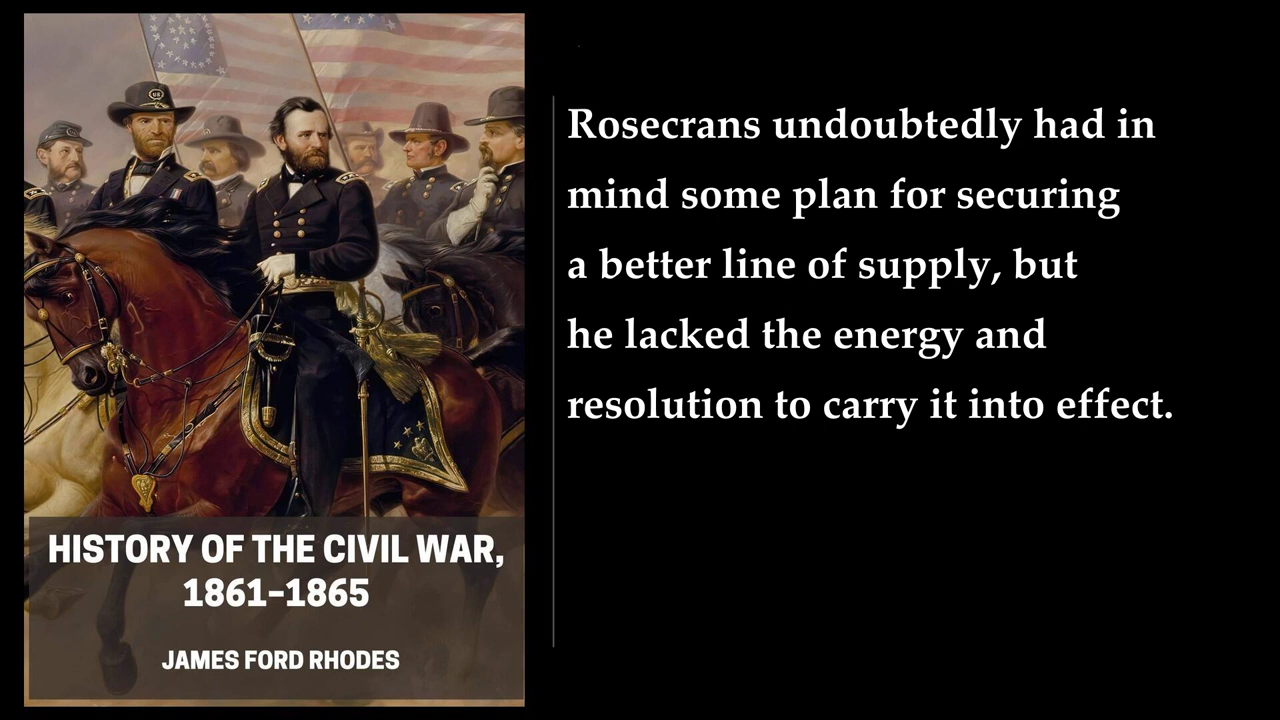 Rosecrans undoubtedly had in
mind some plan for securing
a better line of supply, but
he lacked the energy and
resolution to carry it into effect.
HISTORY OF THE CIVIL WAR,
1861–1865
JAMES FORD RHODES